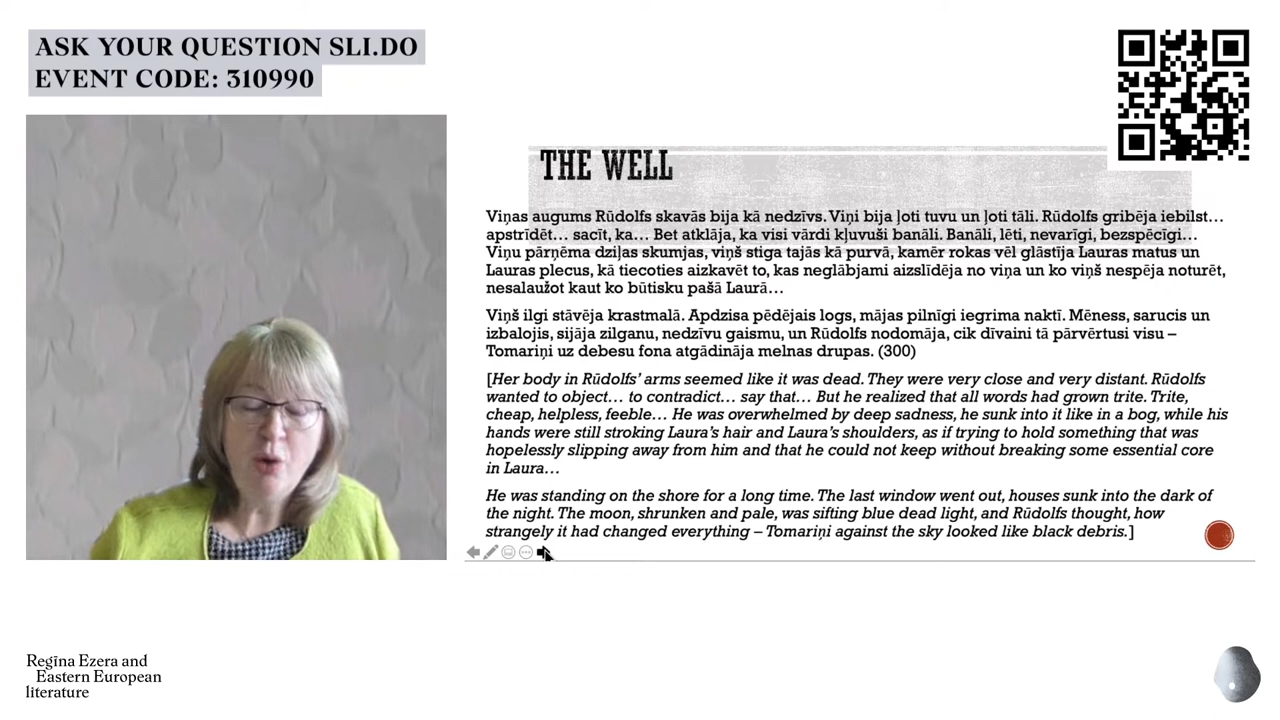 ASK YOUR QUESTION SLI.DO
EVENT CODE: 310990
THE WELL
Viņas augums Rūdolfs skavās bija kā nedzīvs. Viņi bija ļoti tuvu un ļoti tāli. Rūdolfs gribēja iebilst…
apstrīdēt… sacīt, ka… Bet atklāja, ka visi vārdi kļuvuši banāli. Banāli, lēti, nevarīgi, bezspēcīgi…
Viņu pārņēma dziļas skumjas, viņš stiga tajās kā purvā, kamēr rokas vēl glāstīja Lauras matus un
Lauras plecus, kā tiecoties aizkavēt to, kas neglābjami aizslīdēja no viņa un ko viņš nespēja noturēt,
nesalaužot kaut ko būtisku pašā Laurā…
Viņš ilgi stāvēja krastmalā. Apdzisa pēdējais logs, mājas pilnīgi iegrima naktī. Mēness, sarucis un
izbalojis, sijāja zilganu, nedzīvu gaismu, un Rūdolfs nodomāja, cik dīvaini tā pārvērtusi visu –
Tomariņi uz debesu fona atgādināja melnas drupas. (300)
[Her body in Rūdolfs' arms seemed like it was dead. They were very close and very distant. Rūdolfs
wanted to object… to contradict… say that… But he realized that all words had grown trite. Trite,
cheap, helpless, feeble… He was overwhelmed by deep sadness, he sunk into it like in a bog, while his
hands were still stroking Laura's hair and Laura's shoulders, as if trying to hold something that was
hopelessly slipping away from him and that he could not keep without breaking some essential core
in Laura…
He was standing on the shore for a long time. The last window went out, houses sunk into the dark of
the night. The moon, shrunken and pale, was sifting blue dead light, and Rūdolfs thought, how
strangely it had changed everything – Tomariņi against the sky looked like black debris.]
Regīna Ezera and
Eastern European
literature